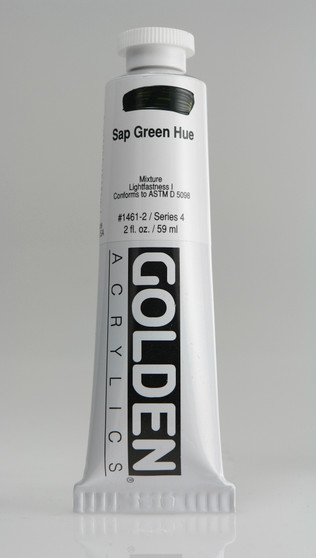 Sap Green Hue
Mixture
Lightfastness I
Conforms to ASTM D 5098
#1461-2 / Series 4
2 fl. oz. / 59 ml
GOLDEN
ACRYLICS
®